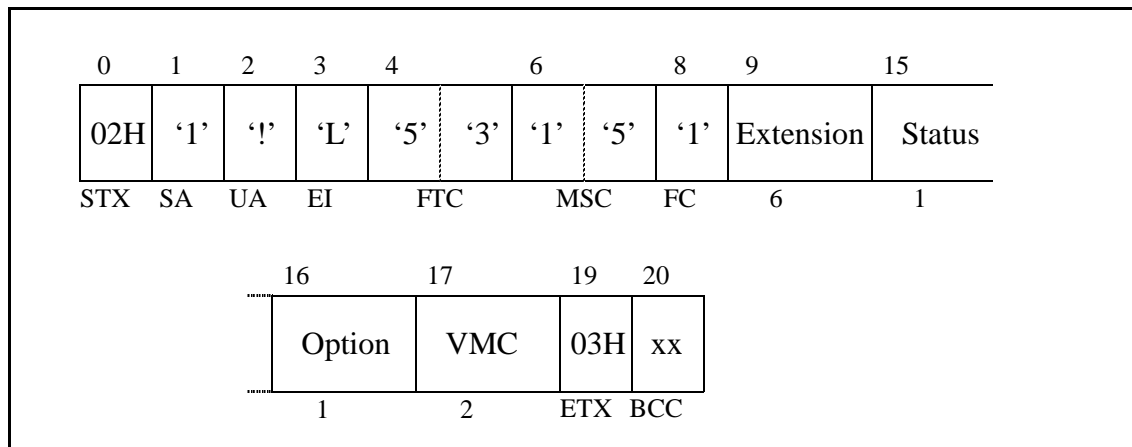 0 1 2 3 4 6 8 9 15
02H ‘1’ ‘!’ ‘L’ ‘5’ ‘3’ ‘1’ ‘5’ ‘1’ Extension Status
STX SA UA EI FTC MSC FC 6 1
16 17 19 20
Option VMC 03H xx
1 2 ETX BCC